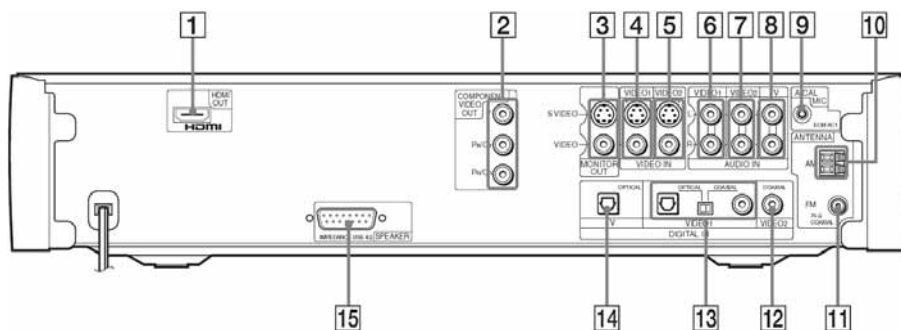 1
2
3
4
5
6
7
8
9
10
HDMI OUT
HDMI
COMPONENT VIDEO OUT
S VIDEO
VIDEO
MONITOR OUT
VIDEO1
VIDEO2
VIDEO IN
VIDEO1
VIDEO2
TV
L
R
AUDIO IN
A.CAL MIC
ANTENNA
AM
FM
COAXIAL
OPTICAL
TV
OPTICAL
COAXIAL
VIDEO1
COAXIAL
VIDEO2
DIGITAL IN
SPEAKER
15
14
13
12
11